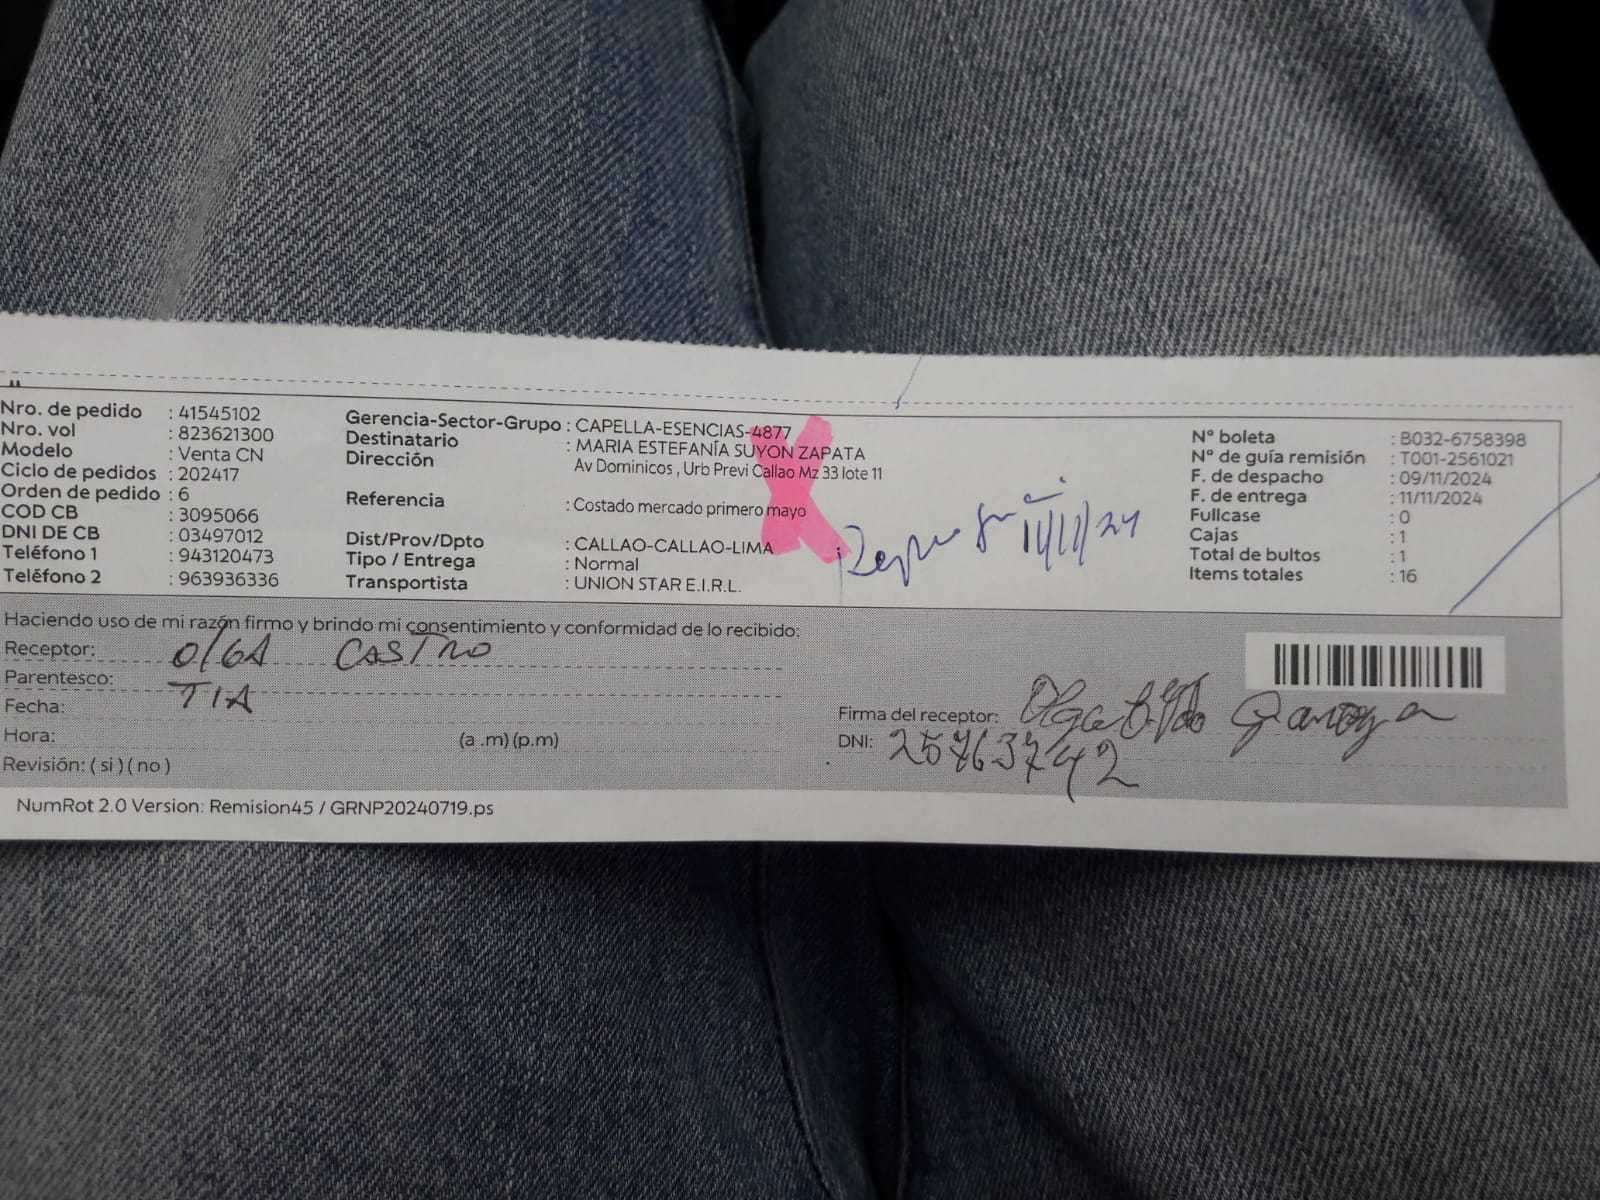 Nro. de pedido : 41545102
Nro. vol : 823621300
Modelo : Venta CN
Ciclo de pedidos : 202417
Orden de pedido : 6
COD CB : 3095066
DNI DE CB : 03497012
Teléfono 1 : 943120473
Teléfono 2 : 963936336
Gerencia-Sector-Grupo : CAPELLA-ESENCIAS-4877
Destinatario : MARIA ESTEFANÍA SUYON ZAPATA
Dirección Av Dominicos , Urb Previ Callao Mz 33 lote 11
Referencia : Costado mercado primero mayo
Dist/Prov/Dpto : CALLAO-CALLAO-LIMA
Tipo / Entrega : Normal
Transportista : UNION STAR E.I.R.L.
11/11/24
N° boleta : B032-6758398
N° de guía remisión : T001-2561021
F. de despacho : 09/11/2024
F. de entrega : 11/11/2024
Fullcase : 0
Cajas : 1
Total de bultos : 1
Items totales : 16
Haciendo uso de mi razón firmo y brindo mi consentimiento y conformidad de lo recibido:
Receptor: OlGA CASTRO
Parentesco: TIA
Fecha:
Hora: (a .m) (p.m)
Revisión: ( si ) ( no )
Firma del receptor: Olga
DNI: 25763742
NumRot 2.0 Version: Remision45 / GRNP20240719.ps